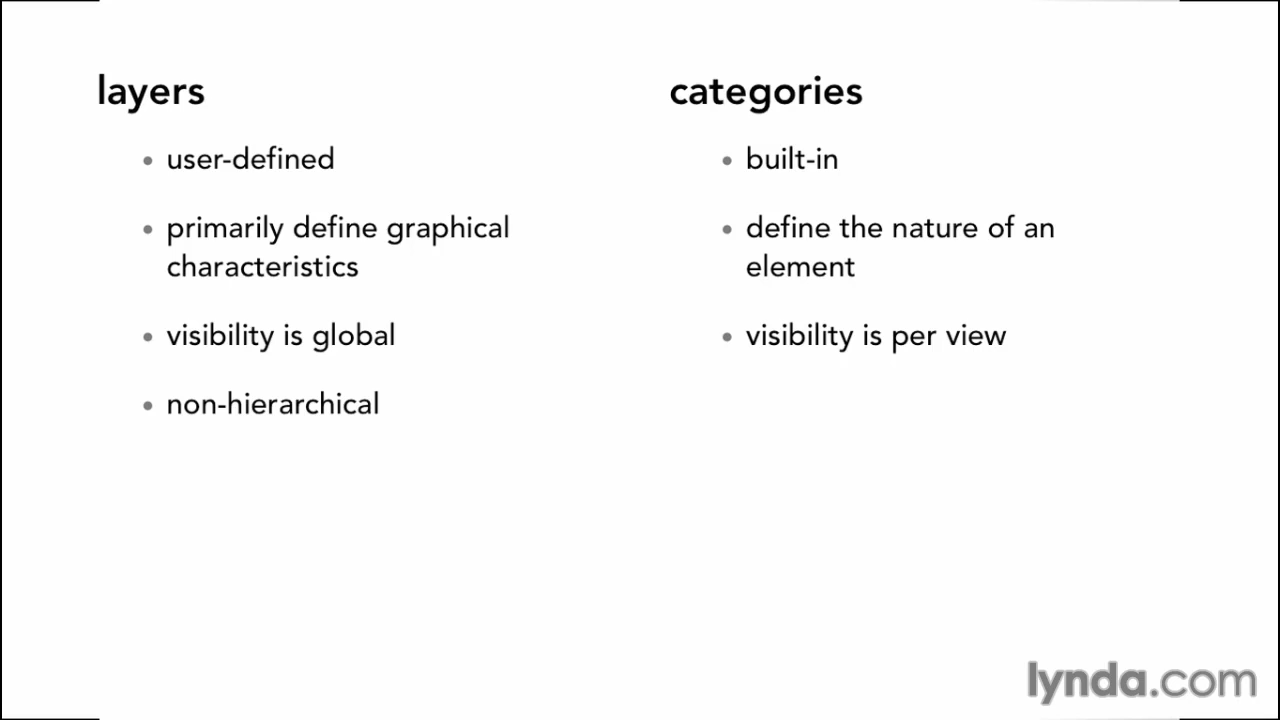 layers
• user-defined
• primarily define graphical
characteristics
• visibility is global
• non-hierarchical
categories
• built-in
• define the nature of an
element
• visibility is per view
lynda.com